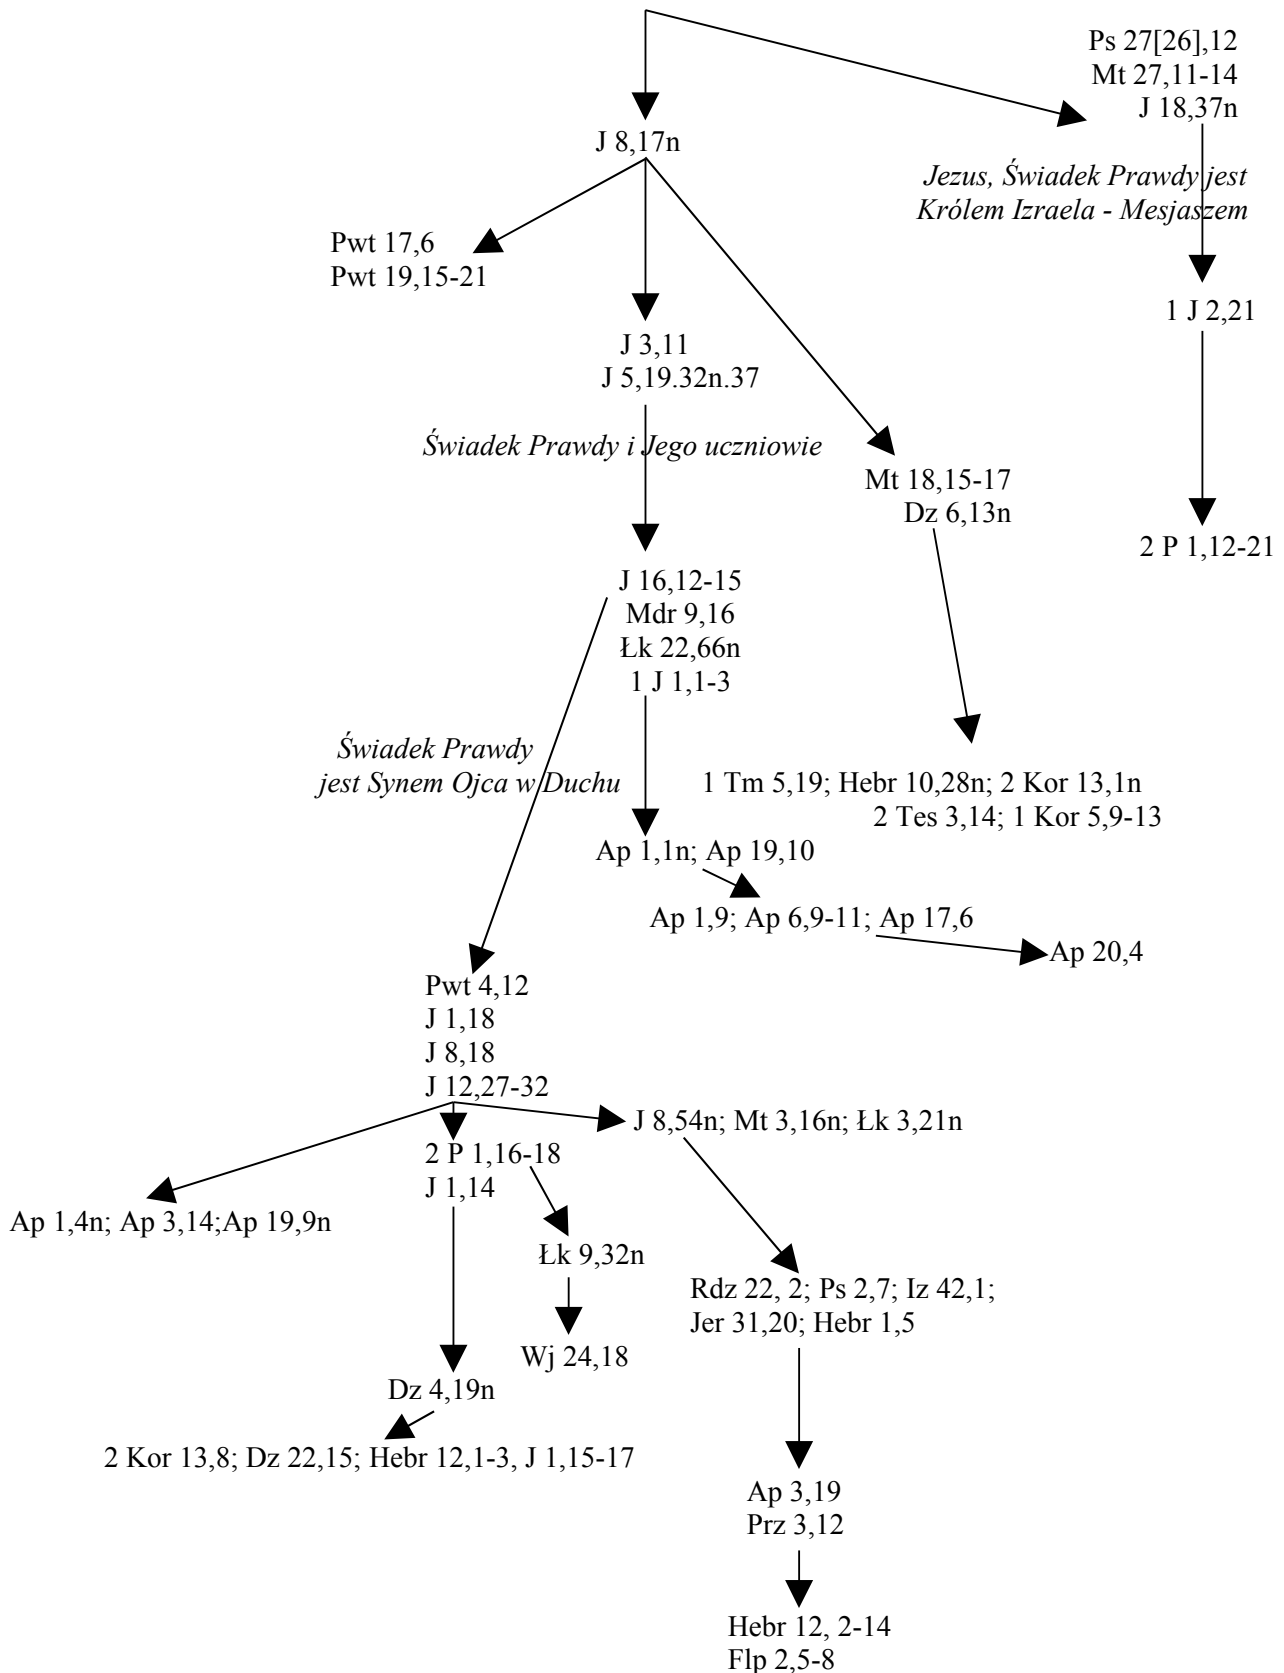 Ps 27[26],12
Mt 27,11-14
J 18,37n
J 8,17n
Jezus, Świadek Prawdy jest
Królem Izraela - Mesjaszem
Pwt 17,6
Pwt 19,15-21
1 J 2,21
J 3,11
J 5,19.32n.37
Świadek Prawdy i Jego uczniowie
Mt 18,15-17
Dz 6,13n
2 P 1,12-21
J 16,12-15
Mdr 9,16
Łk 22,66n
1 J 1,1-3
Świadek Prawdy
jest Synem Ojca w Duchu
1 Tm 5,19; Hebr 10,28n; 2 Kor 13,1n
2 Tes 3,14; 1 Kor 5,9-13
Ap 1,1n; Ap 19,10
Ap 1,9; Ap 6,9-11; Ap 17,6
Ap 20,4
Pwt 4,12
J 1,18
J 8,18
J 12,27-32
J 8,54n; Mt 3,16n; Łk 3,21n
2 P 1,16-18
J 1,14
Ap 1,4n; Ap 3,14;Ap 19,9n
Łk 9,32n
Rdz 22, 2; Ps 2,7; Iz 42,1;
Jer 31,20; Hebr 1,5
Wj 24,18
Dz 4,19n
2 Kor 13,8; Dz 22,15; Hebr 12,1-3, J 1,15-17
Ap 3,19
Prz 3,12
Hebr 12, 2-14
Flp 2,5-8